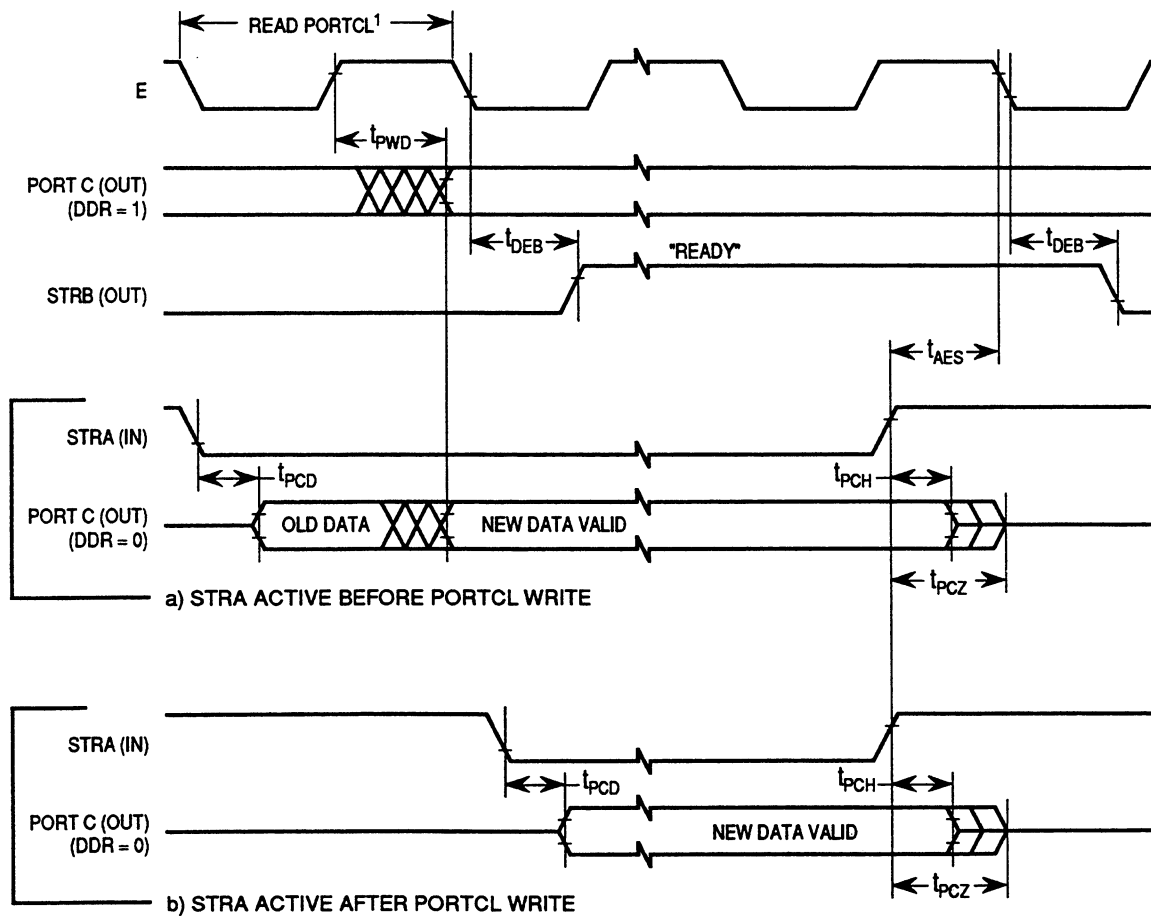 READ PORTCL¹
E
tPWD
PORT C (OUT)
(DDR = 1)
tDEB
"READY"
tDEB
STRB (OUT)
tAES
STRA (IN)
tPCD
tPCH
PORT C (OUT)
(DDR = 0)
OLD DATA
NEW DATA VALID
tPCZ
a) STRA ACTIVE BEFORE PORTCL WRITE
STRA (IN)
tPCD
tPCH
PORT C (OUT)
(DDR = 0)
NEW DATA VALID
tPCZ
b) STRA ACTIVE AFTER PORTCL WRITE